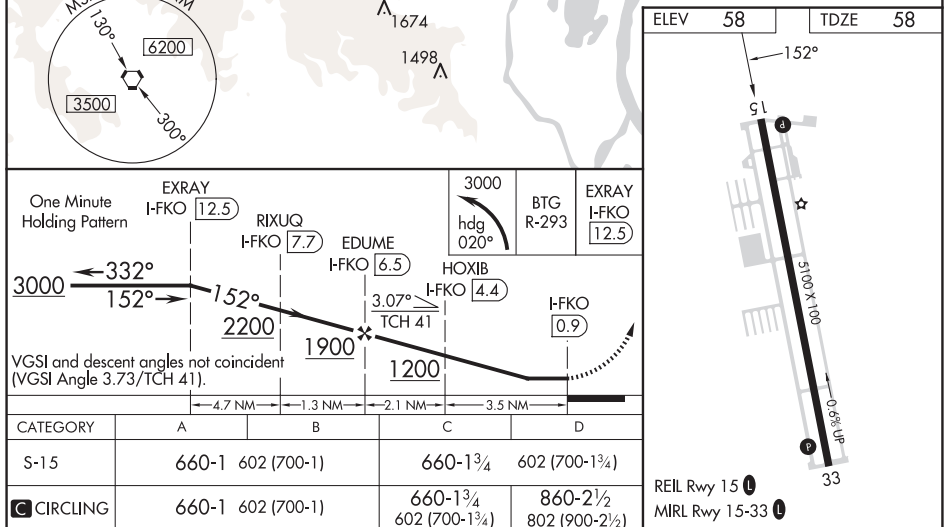 130°
6200
3500
300°
1674
1498
ELEV 58
TDZE 58
152°
15
P
5100 X 100
0.6% UP
P
33
REIL Rwy 15 L
MIRL Rwy 15-33 L
One Minute
Holding Pattern
EXRAY
I-FKO 12.5
RIXUQ
I-FKO 7.7
EDUME
I-FKO 6.5
HOXIB
I-FKO 4.4
I-FKO
0.9
3000
hdg
020°
BTG
R-293
EXRAY
I-FKO
12.5
3000
332°
152°
152°
2200
1900
3.07°
TCH 41
1200
VGSI and descent angles not coincident
(VGSI Angle 3.73/TCH 41).
4.7 NM
1.3 NM
2.1 NM
3.5 NM
CATEGORY A B C D
S-15 660-1 602 (700-1) 660-1¾ 602 (700-1¾)
C CIRCLING 660-1 602 (700-1) 660-1¾ 602 (700-1¾) 860-2½ 802 (900-2½)